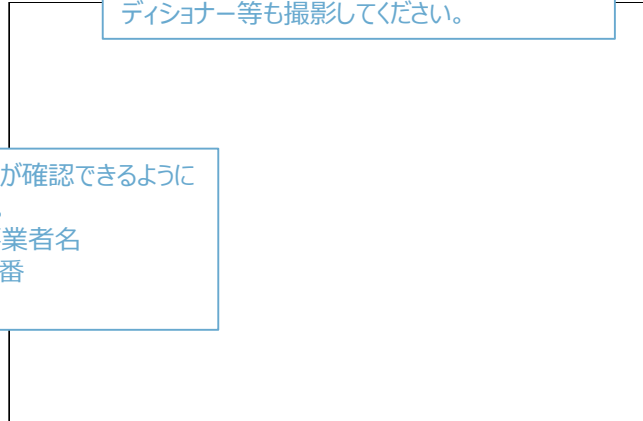 ディショナー等も撮影してください。
が確認できるように
業者名
番